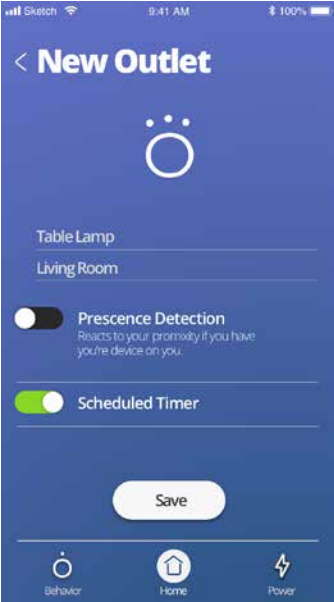 Sketch 9:41 AM 100%
< New Outlet
Table Lamp
Living Room
Prescence Detection
Reacts to your promixity if you have
you're device on you.
Scheduled Timer
Save
Behavior Home Power